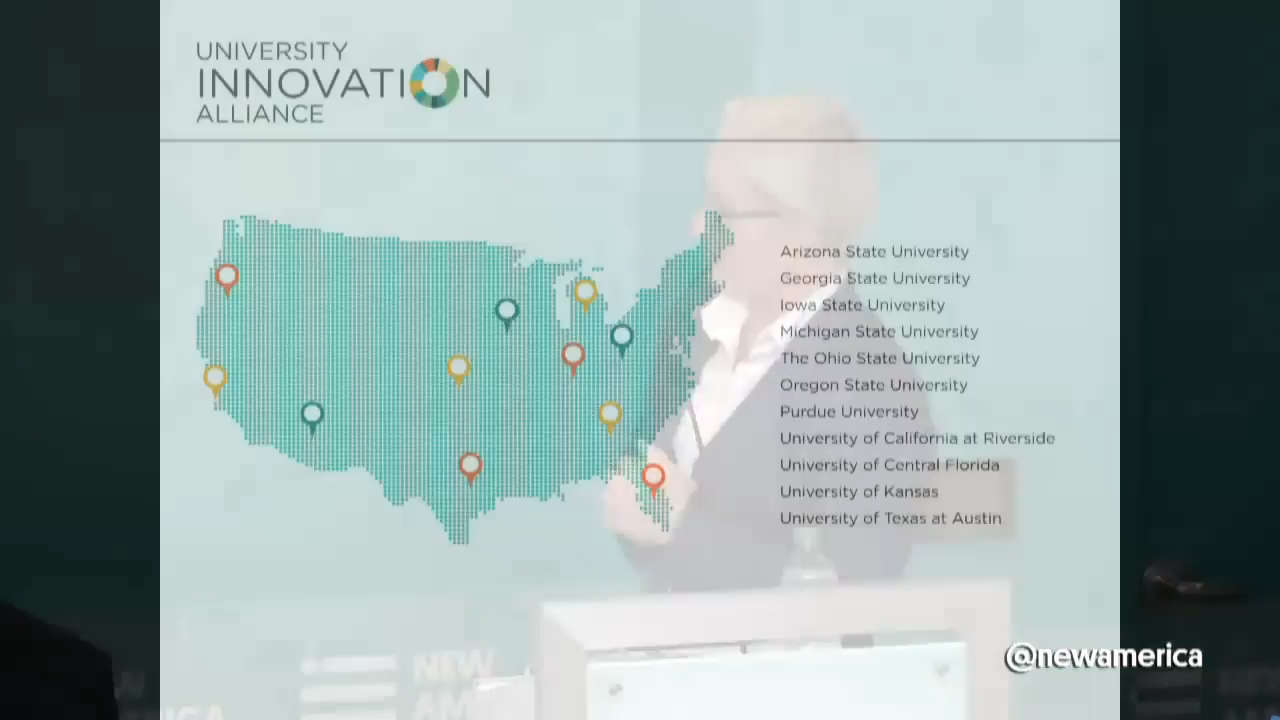 UNIVERSITY
INNOVATION
ALLIANCE
Arizona State University
Georgia State University
Iowa State University
Michigan State University
The Ohio State University
Oregon State University
Purdue University
University of California at Riverside
University of Central Florida
University of Kansas
University of Texas at Austin
@newamerica
NEW